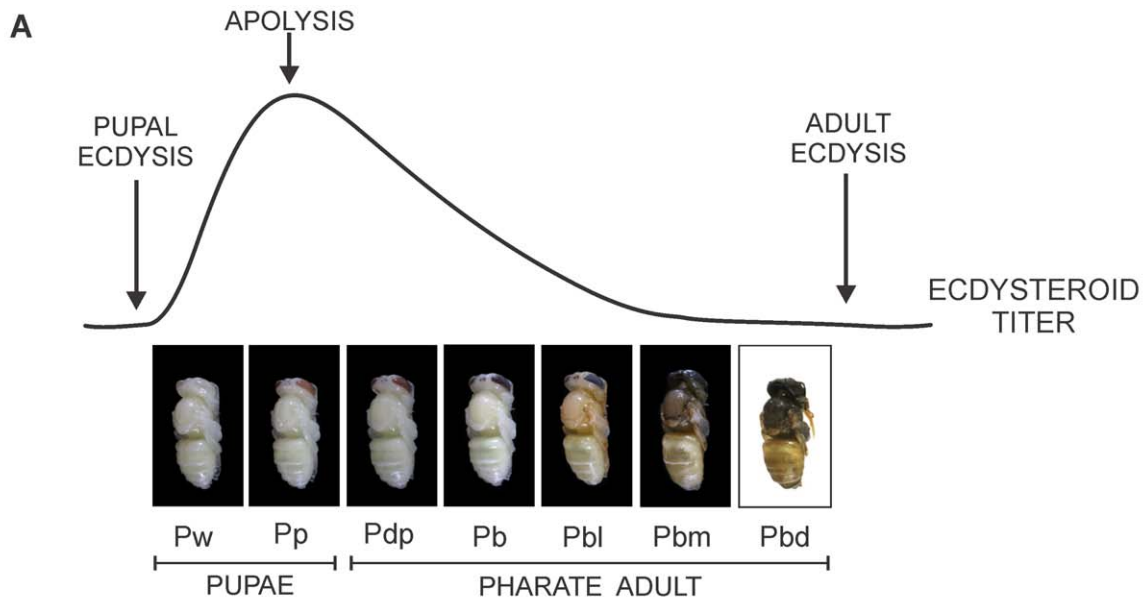 A
APOLYSIS
PUPAL
ECDYSIS
ADULT
ECDYSIS
ECDYSTEROID
TITER
Pw
Pp
Pdp
Pb
Pbl
Pbm
Pbd
PUPAE
PHARATE ADULT